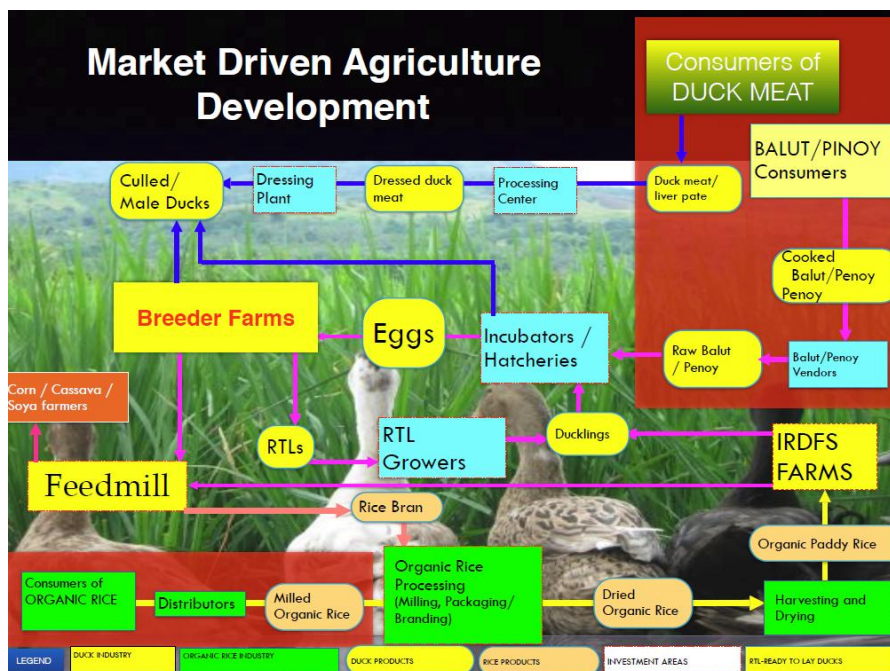 Market Driven Agriculture
Development
Consumers of
DUCK MEAT
BALUT/PINOY
Consumers
Culled/
Male Ducks
Dressing
Plant
Dressed duck
meat
Processing
Center
Duck meat/
liver pate
Cooked
Balut/Penoy
Penoy
Breeder Farms
Eggs
Incubators /
Hatcheries
Raw Balut
/ Penoy
Balut/Penoy
Vendors
Corn / Cassava /
Soya farmers
RTLs
RTL
Growers
Ducklings
IRDFS
FARMS
Feedmill
Rice Bran
Organic Paddy Rice
Consumers of
ORGANIC RICE
Distributors
Milled
Organic Rice
Organic Rice
Processing
(Milling, Packaging/
Branding)
Dried
Organic Rice
Harvesting and
Drying
LEGEND
DUCK INDUSTRY
ORGANIC RICE INDUSTRY
DUCK PRODUCTS
RICE PRODUCTS
INVESTMENT AREAS
RTL-READY TO LAY DUCKS